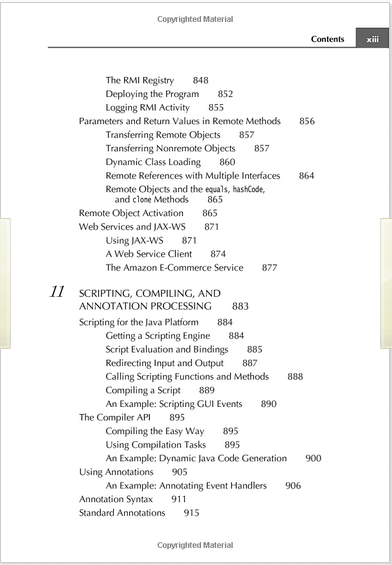 Copyrighted Material
Contents xiii
The RMI Registry 848
Deploying the Program 852
Logging RMI Activity 855
Parameters and Return Values in Remote Methods 856
Transferring Remote Objects 857
Transferring Nonremote Objects 857
Dynamic Class Loading 860
Remote References with Multiple Interfaces 864
Remote Objects and the equals, hashCode,
and clone Methods 865
Remote Object Activation 865
Web Services and JAX-WS 871
Using JAX-WS 871
A Web Service Client 874
The Amazon E-Commerce Service 877
11 SCRIPTING, COMPILING, AND
ANNOTATION PROCESSING 883
Scripting for the Java Platform 884
Getting a Scripting Engine 884
Script Evaluation and Bindings 885
Redirecting Input and Output 887
Calling Scripting Functions and Methods 888
Compiling a Script 889
An Example: Scripting GUI Events 890
The Compiler API 895
Compiling the Easy Way 895
Using Compilation Tasks 895
An Example: Dynamic Java Code Generation 900
Using Annotations 905
An Example: Annotating Event Handlers 906
Annotation Syntax 911
Standard Annotations 915
Copyrighted Material